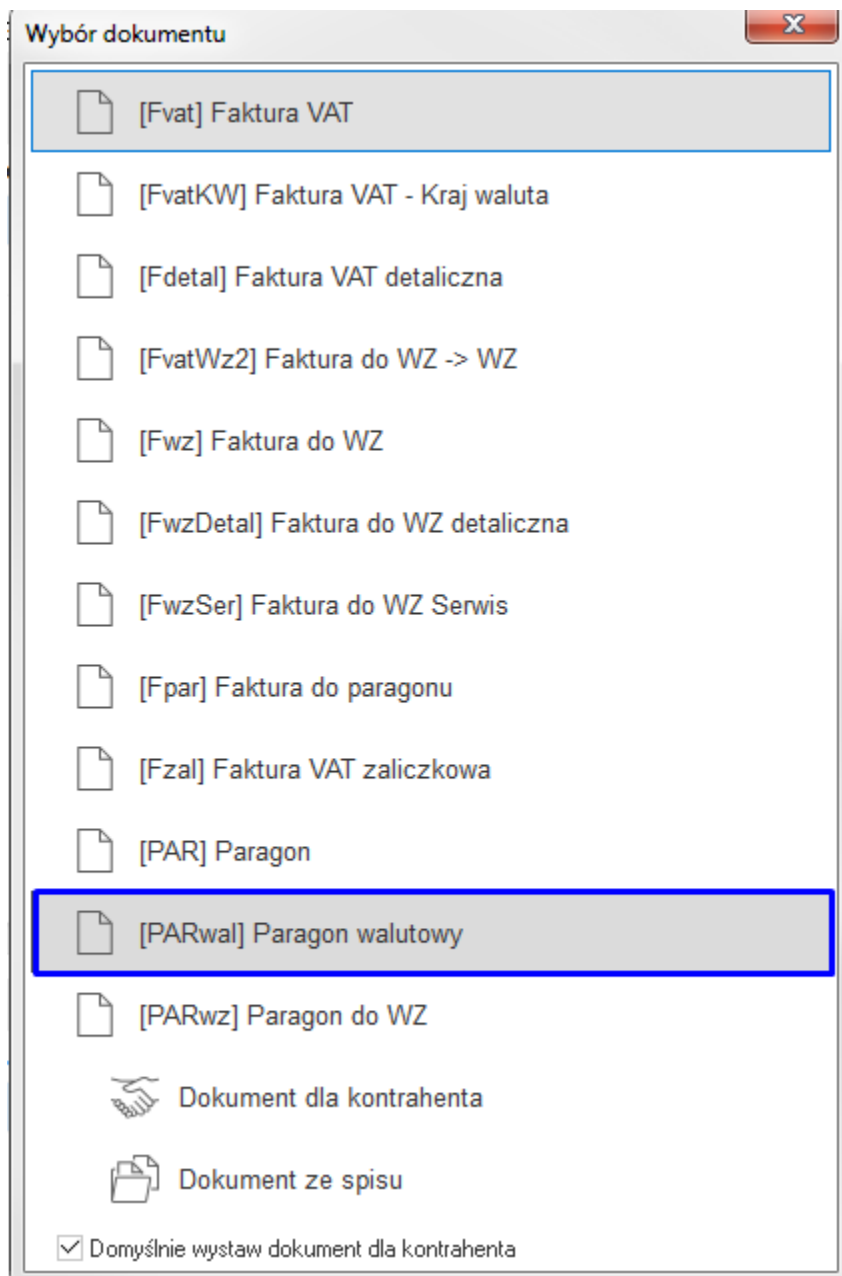 Wybór dokumentu
[Fvat] Faktura VAT
[FvatKW] Faktura VAT - Kraj waluta
[Fdetal] Faktura VAT detaliczna
[FvatWz2] Faktura do WZ -> WZ
[Fwz] Faktura do WZ
[FwzDetal] Faktura do WZ detaliczna
[FwzSer] Faktura do WZ Serwis
[Fpar] Faktura do paragonu
[Fzal] Faktura VAT zaliczkowa
[PAR] Paragon
[PARwal] Paragon walutowy
[PARwz] Paragon do WZ
Dokument dla kontrahenta
Dokument ze spisu
Domyślnie wystaw dokument dla kontrahenta